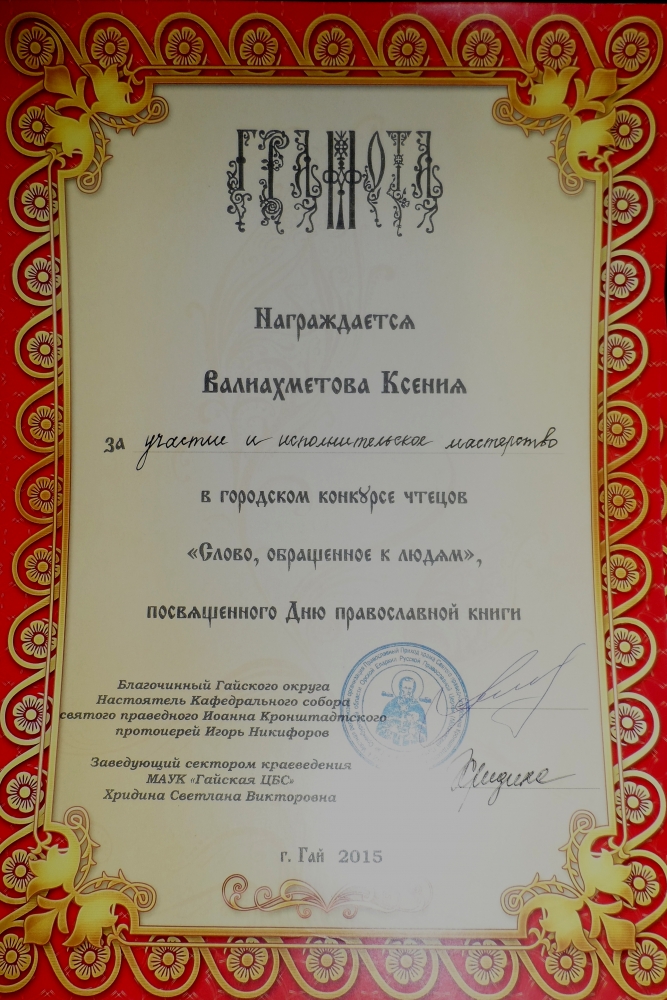 ГРАМОТА
Награждается
Валиахметова Ксения
за участие и исполнительское мастерство
в городском конкурсе чтецов
«Слово, обращенное к людям»,
посвященного Дню православной книги
Благочинный Гайского округа
Настоятель Кафедрального собора
святого праведного Иоанна Кронштадтского
протоиерей Игорь Никифоров
Заведующий сектором краеведения
МАУК «Гайская ЦБС»
Хридина Светлана Викторовна
Хридина
г. Гай 2015